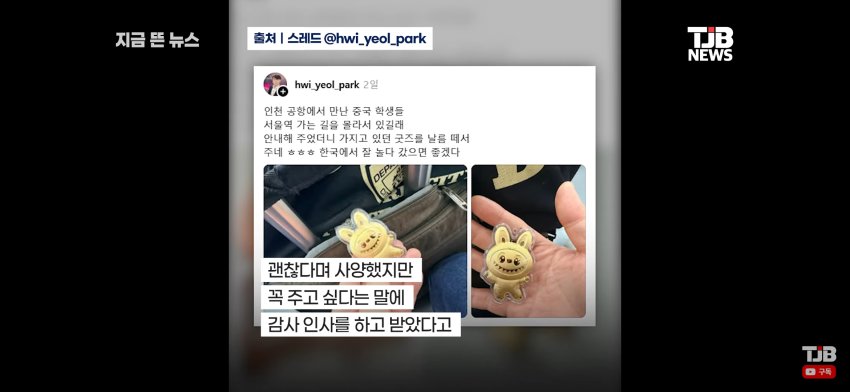 지금 뜬 뉴스
출처 | 스레드 @hwi_yeol_park
TJB
NEWS
hwi_yeol_park 2일
인천 공항에서 만난 중국 학생들
서울역 가는 길을 몰라서 있길래
안내해 주었더니 가지고 있던 굿즈를 날름 떼서
주네 ㅎㅎㅎ 한국에서 잘 놀다 갔으면 좋겠다
괜찮다며 사양했지만
꼭 주고 싶다는 말에
감사 인사를 하고 받았다고
TJB
구독